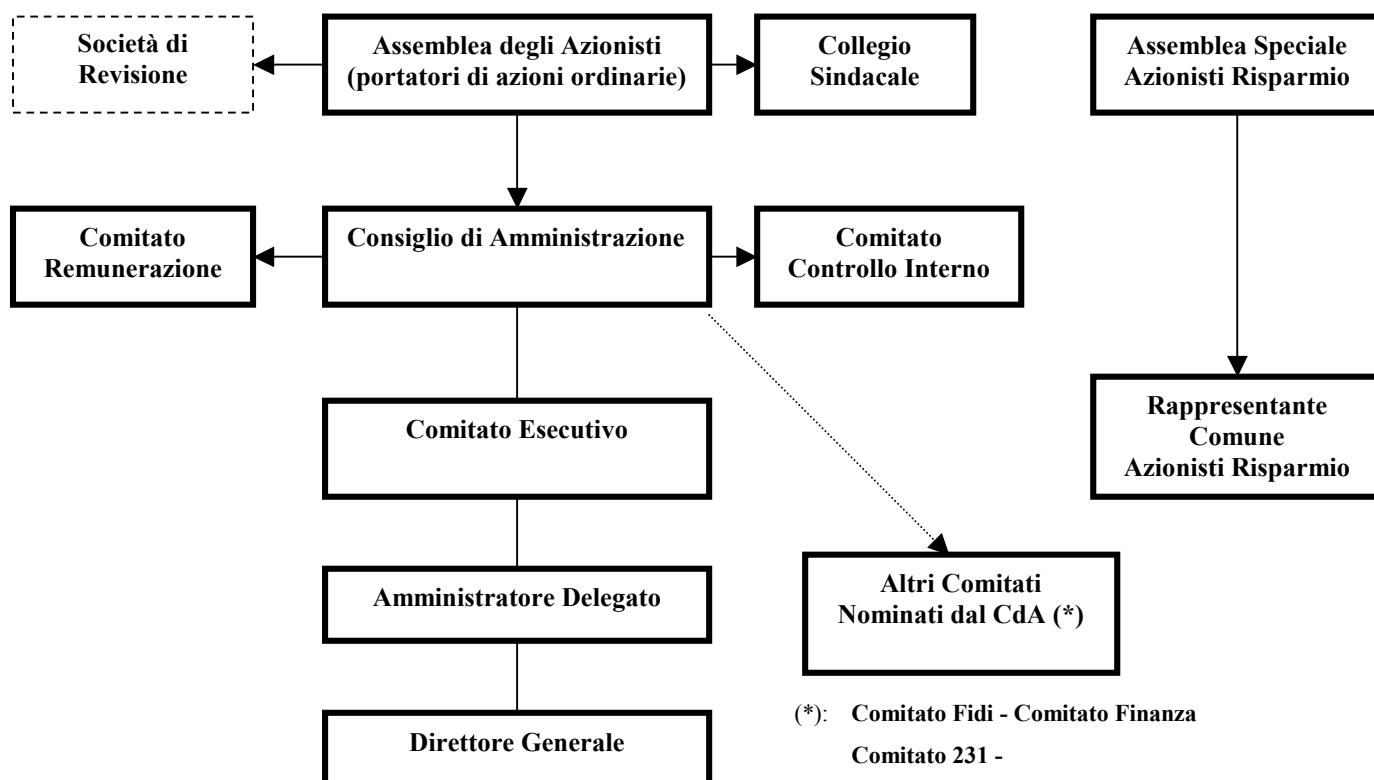 Società di
Revisione
Assemblea degli Azionisti
(portatori di azioni ordinarie)
Collegio
Sindacale
Assemblea Speciale
Azionisti Risparmio
Comitato
Remunerazione
Consiglio di Amministrazione
Comitato
Controllo Interno
Comitato Esecutivo
Rappresentante
Comune
Azionisti Risparmio
Amministratore Delegato
Altri Comitati
Nominati dal CdA (*)
Direttore Generale
(*): Comitato Fidi - Comitato Finanza
Comitato 231 -